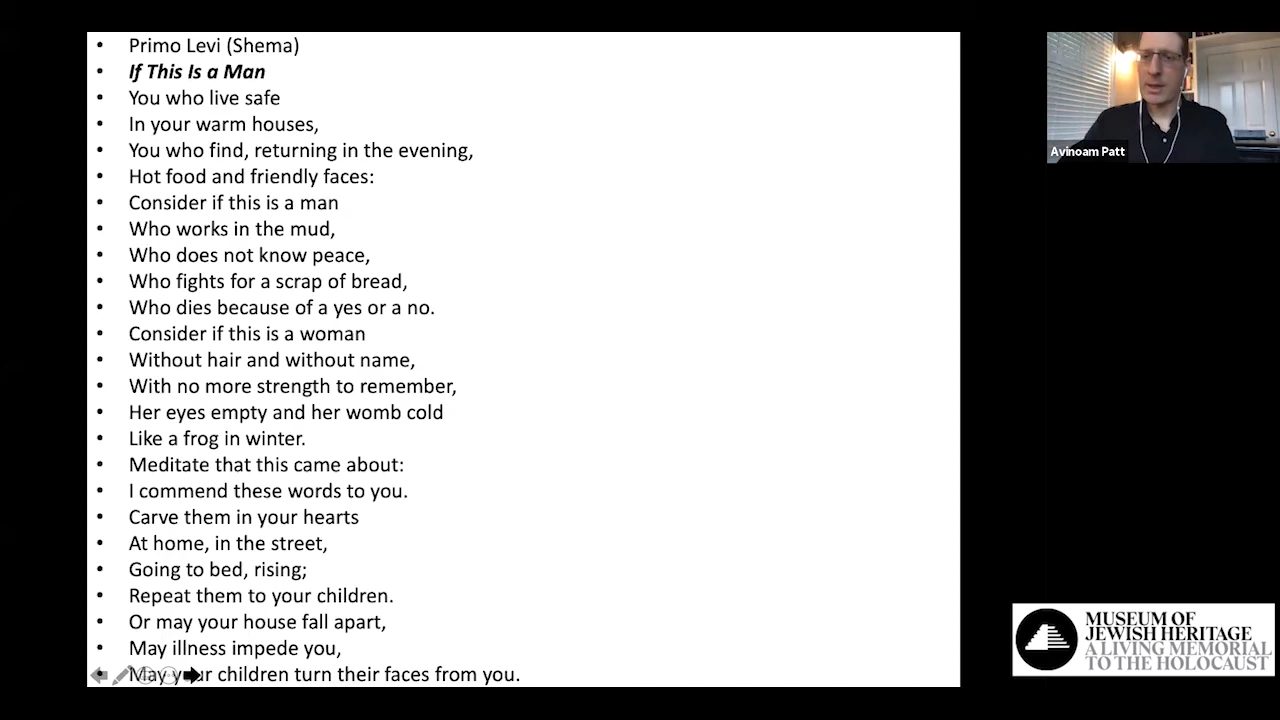 Primo Levi (Shema)
If This Is a Man
You who live safe
In your warm houses,
You who find, returning in the evening,
Hot food and friendly faces:
Consider if this is a man
Who works in the mud,
Who does not know peace,
Who fights for a scrap of bread,
Who dies because of a yes or a no.
Consider if this is a woman
Without hair and without name,
With no more strength to remember,
Her eyes empty and her womb cold
Like a frog in winter.
Meditate that this came about:
I commend these words to you.
Carve them in your hearts
At home, in the street,
Going to bed, rising;
Repeat them to your children.
Or may your house fall apart,
May illness impede you,
May your children turn their faces from you.
Avinoam Patt
MUSEUM OF
JEWISH HERITAGE
A LIVING MEMORIAL
TO THE HOLOCAUST